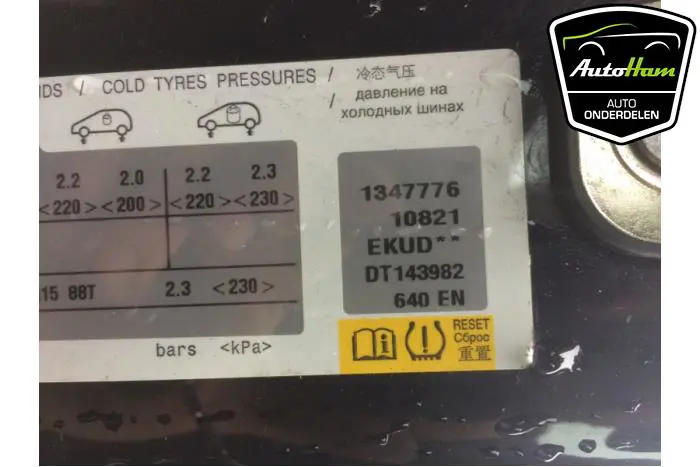 IDS / COLD TYRES PRESSURES / 冷态气压
/ давление на
холодных шинах
2.2 2.0 2.2 2.3
<220> <200> <220> <230>
15 88T 2.3 <230>
bars <kPa>
1347776
10821
EKUD**
DT143982
640 EN
RESET
Сброс
重置
AutoHam
AUTO
ONDERDELEN